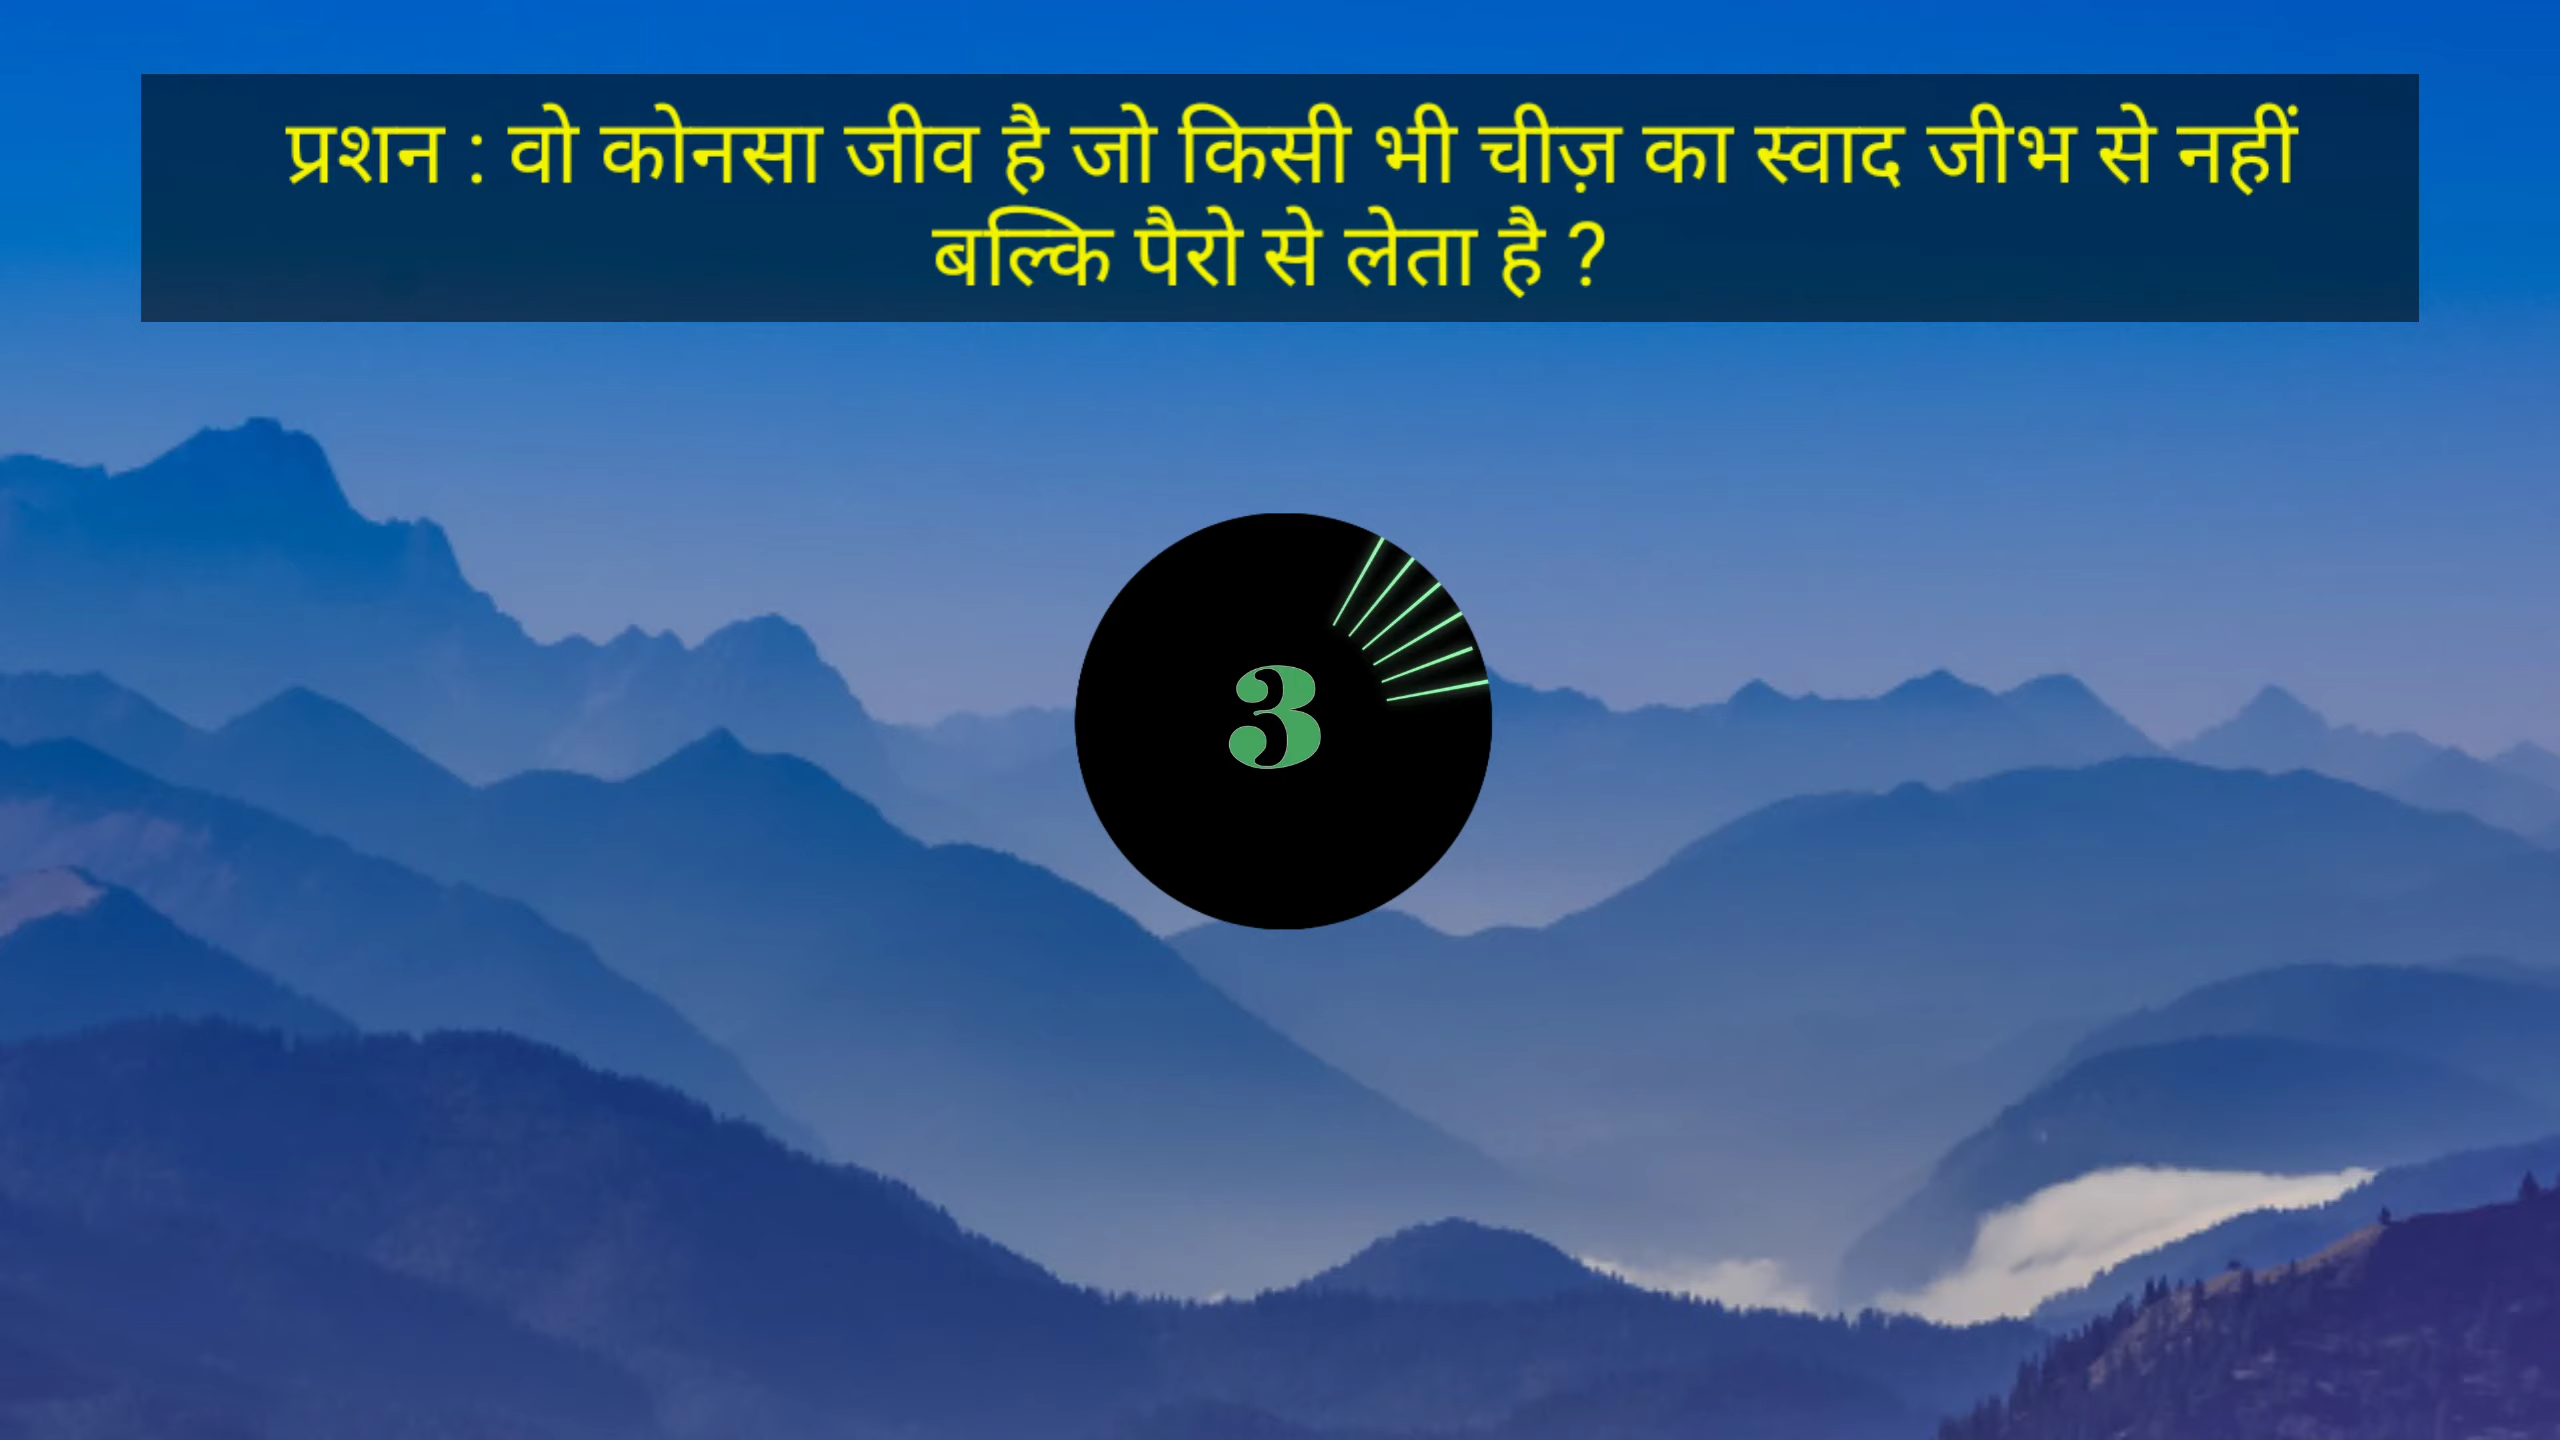 प्रशन : वो कोनसा जीव है जो किसी भी चीज़ का स्वाद जीभ से नहीं
बल्कि पैरो से लेता है ?
3